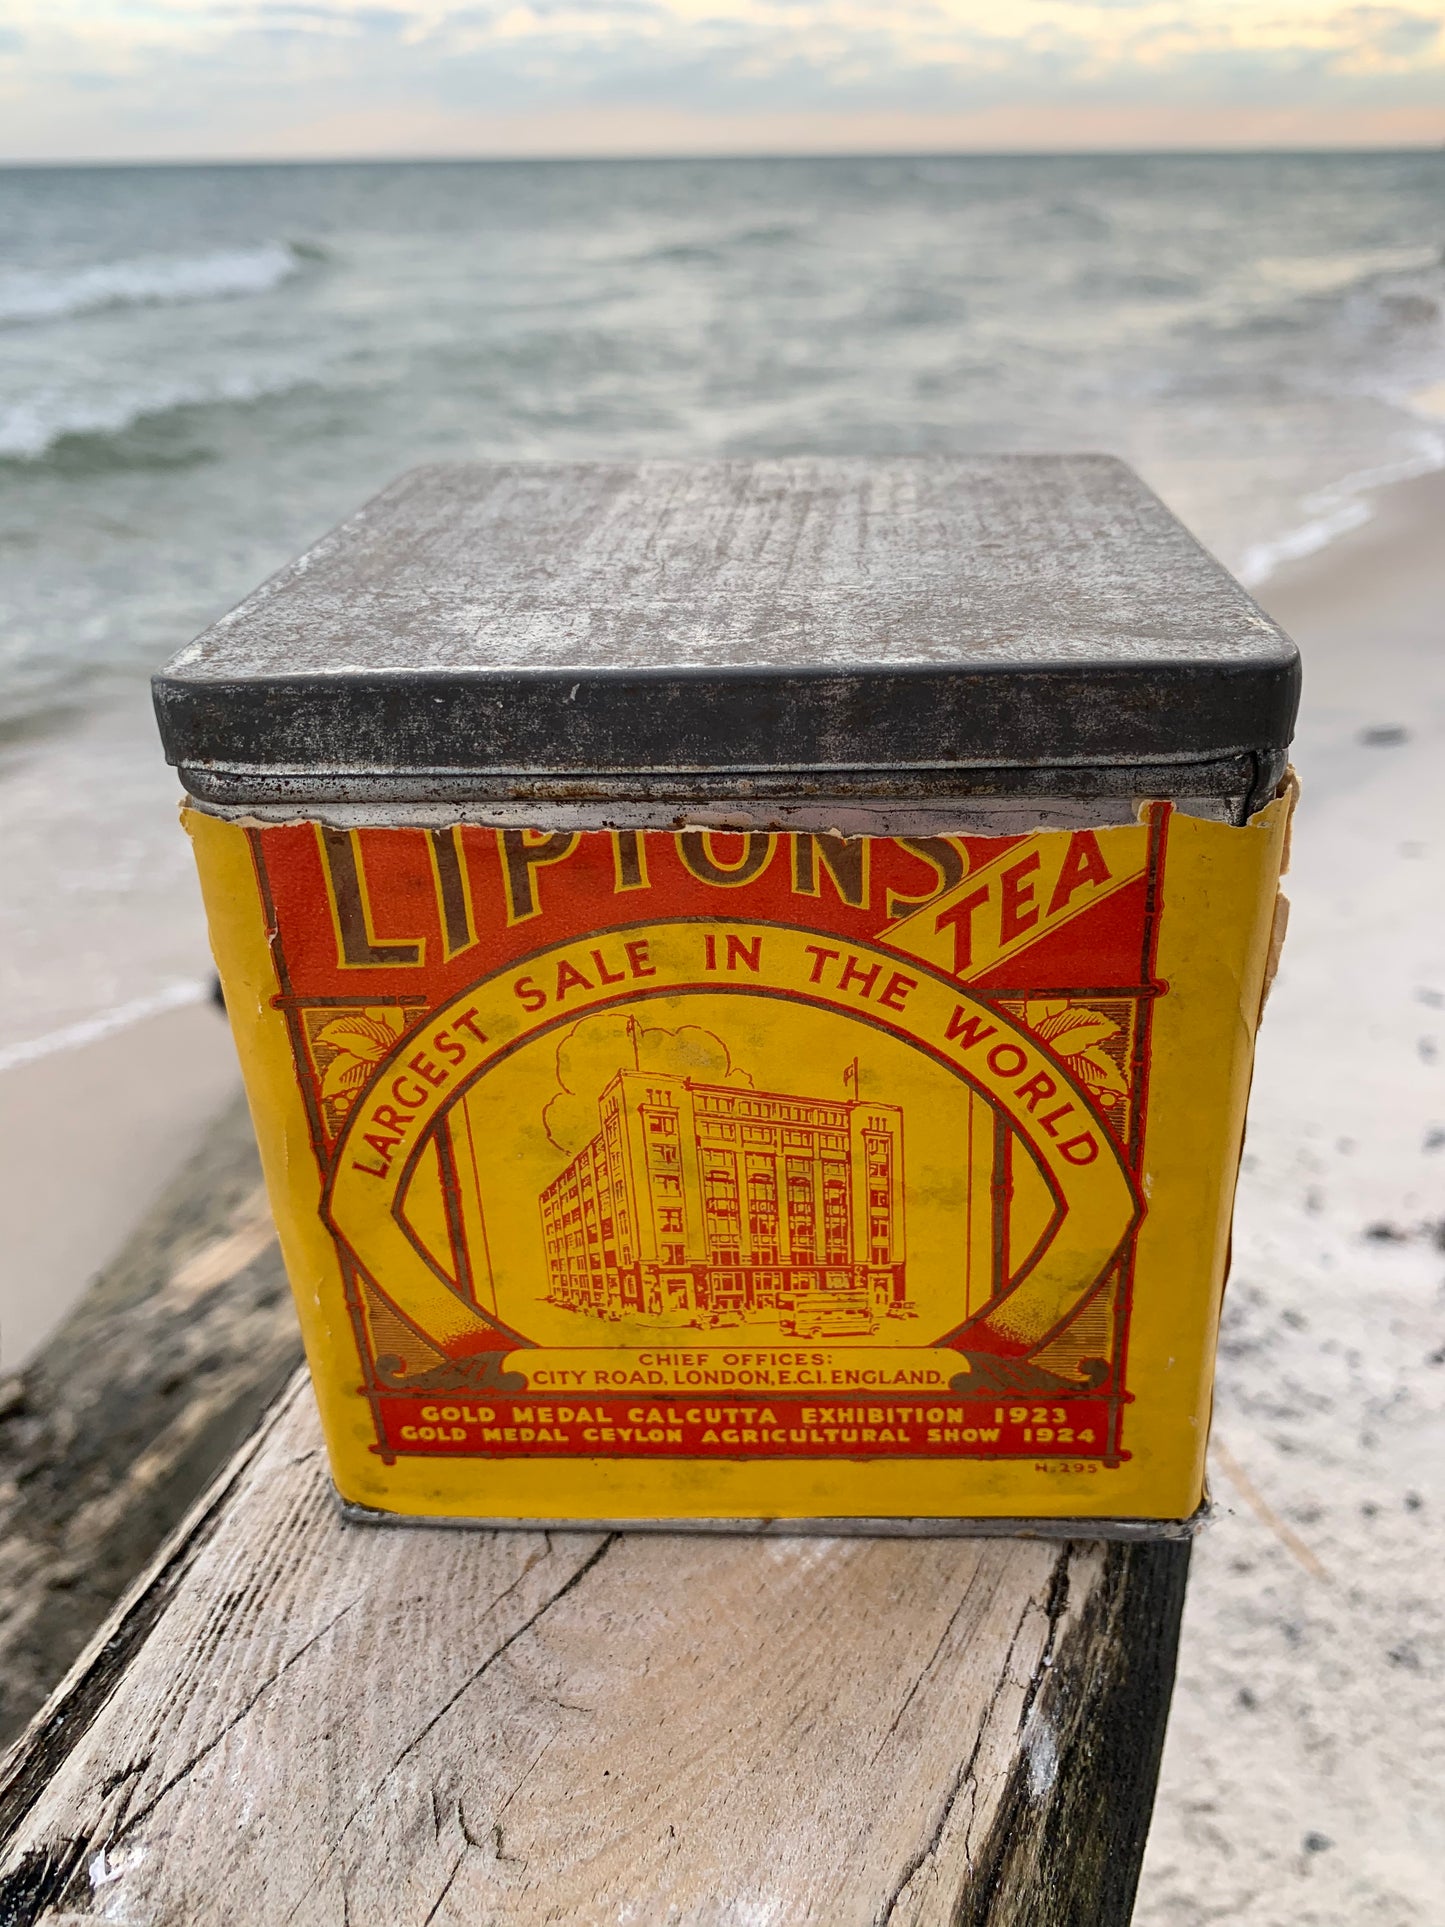 LIPTON'S TEA
LARGEST SALE IN THE WORLD
CHIEF OFFICES:
CITY ROAD, LONDON, E.C.1. ENGLAND.
GOLD MEDAL CALCUTTA EXHIBITION 1923
GOLD MEDAL CEYLON AGRICULTURAL SHOW 1924
H. 295